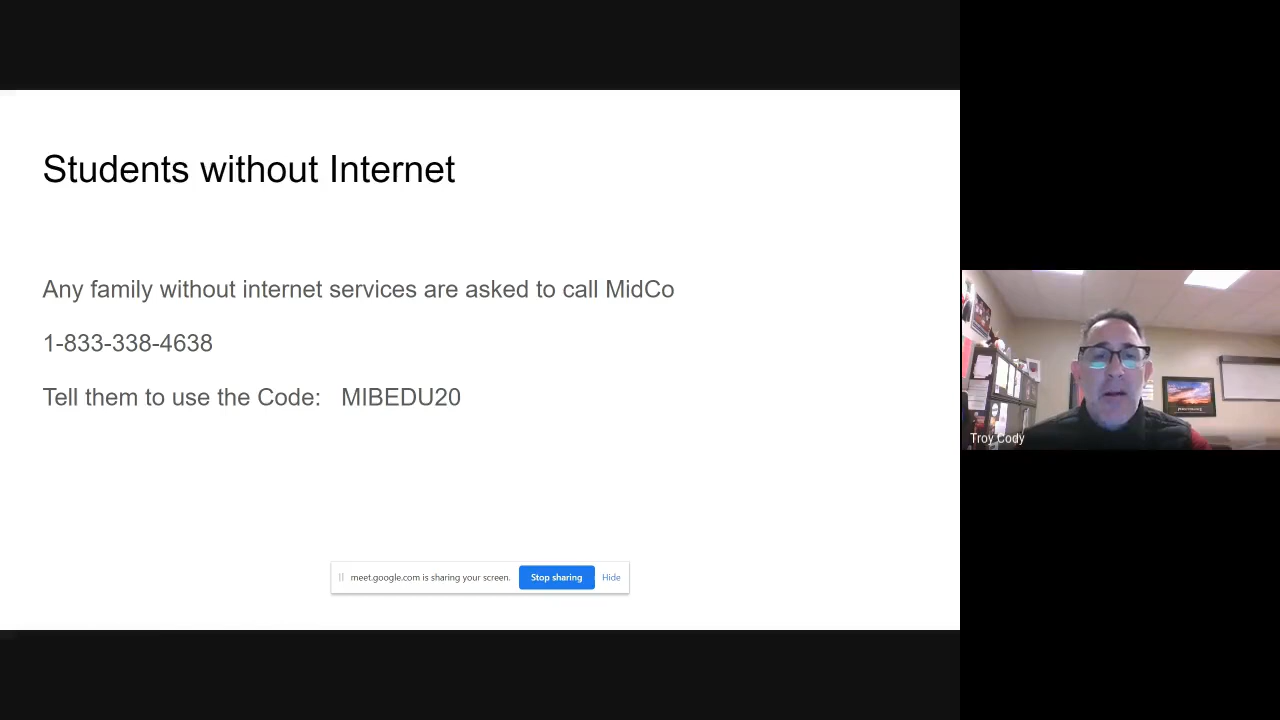 Students without Internet
Any family without internet services are asked to call MidCo
1-833-338-4638
Tell them to use the Code: MIBEDU20
meet.google.com is sharing your screen. Stop sharing Hide
Troy Cody